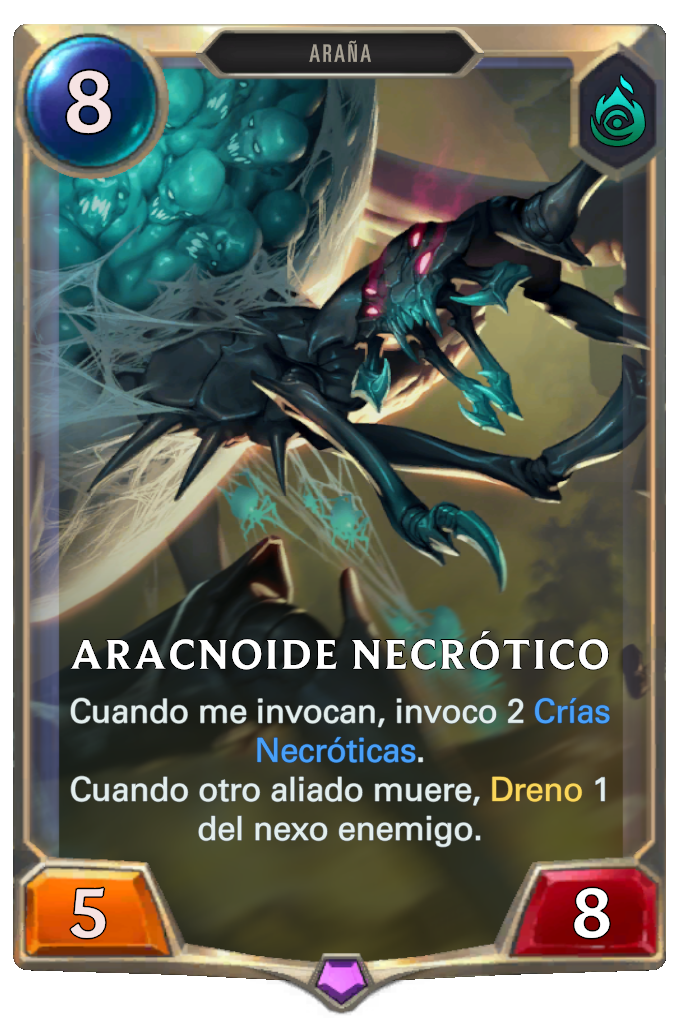 8
ARAÑA
ARACNOIDE NECRÓTICO
Cuando me invocan, invoco 2 Crías
Necróticas.
Cuando otro aliado muere, Dreno 1
del nexo enemigo.
5
8